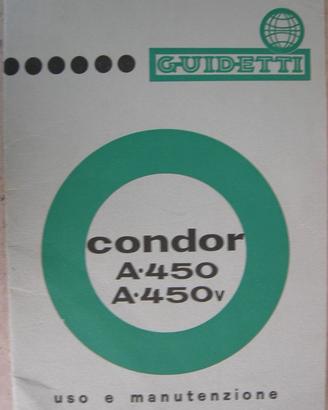 GUIDETTI
condor
A·450
A·450v
uso e manutenzione